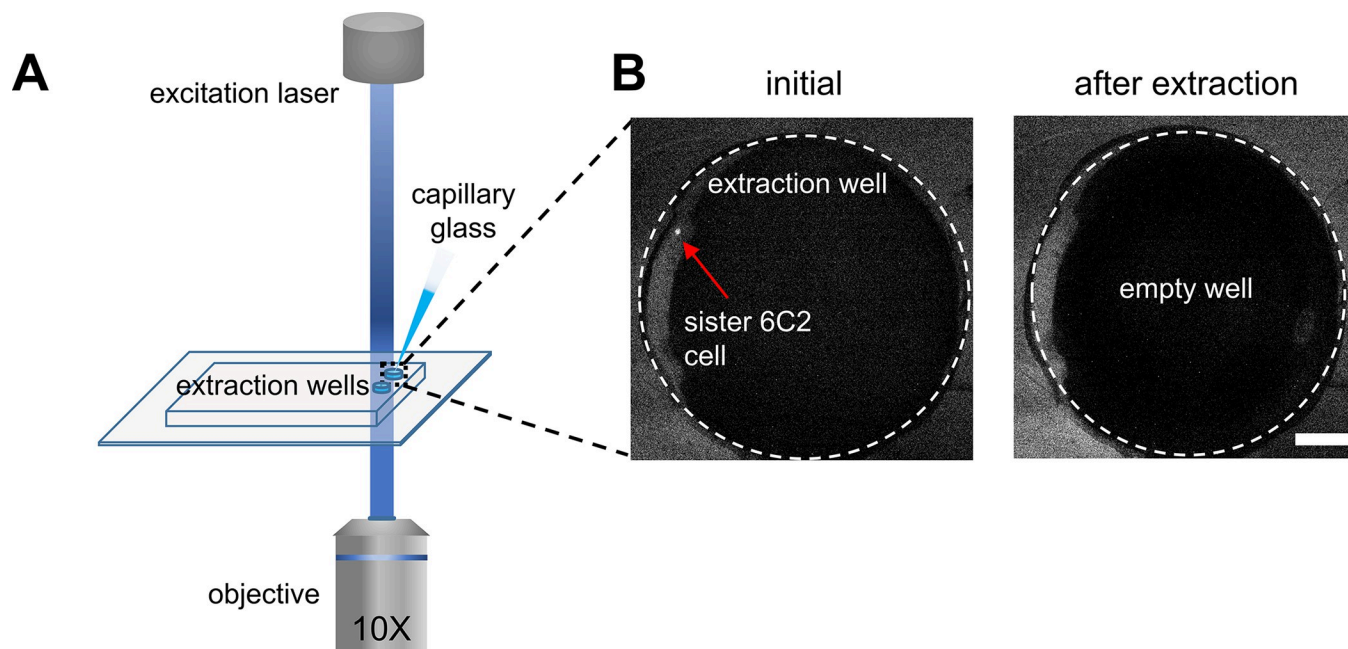 A
excitation laser
capillary
glass
extraction wells
objective
10X
B
initial
after extraction
extraction well
sister 6C2
cell
empty well